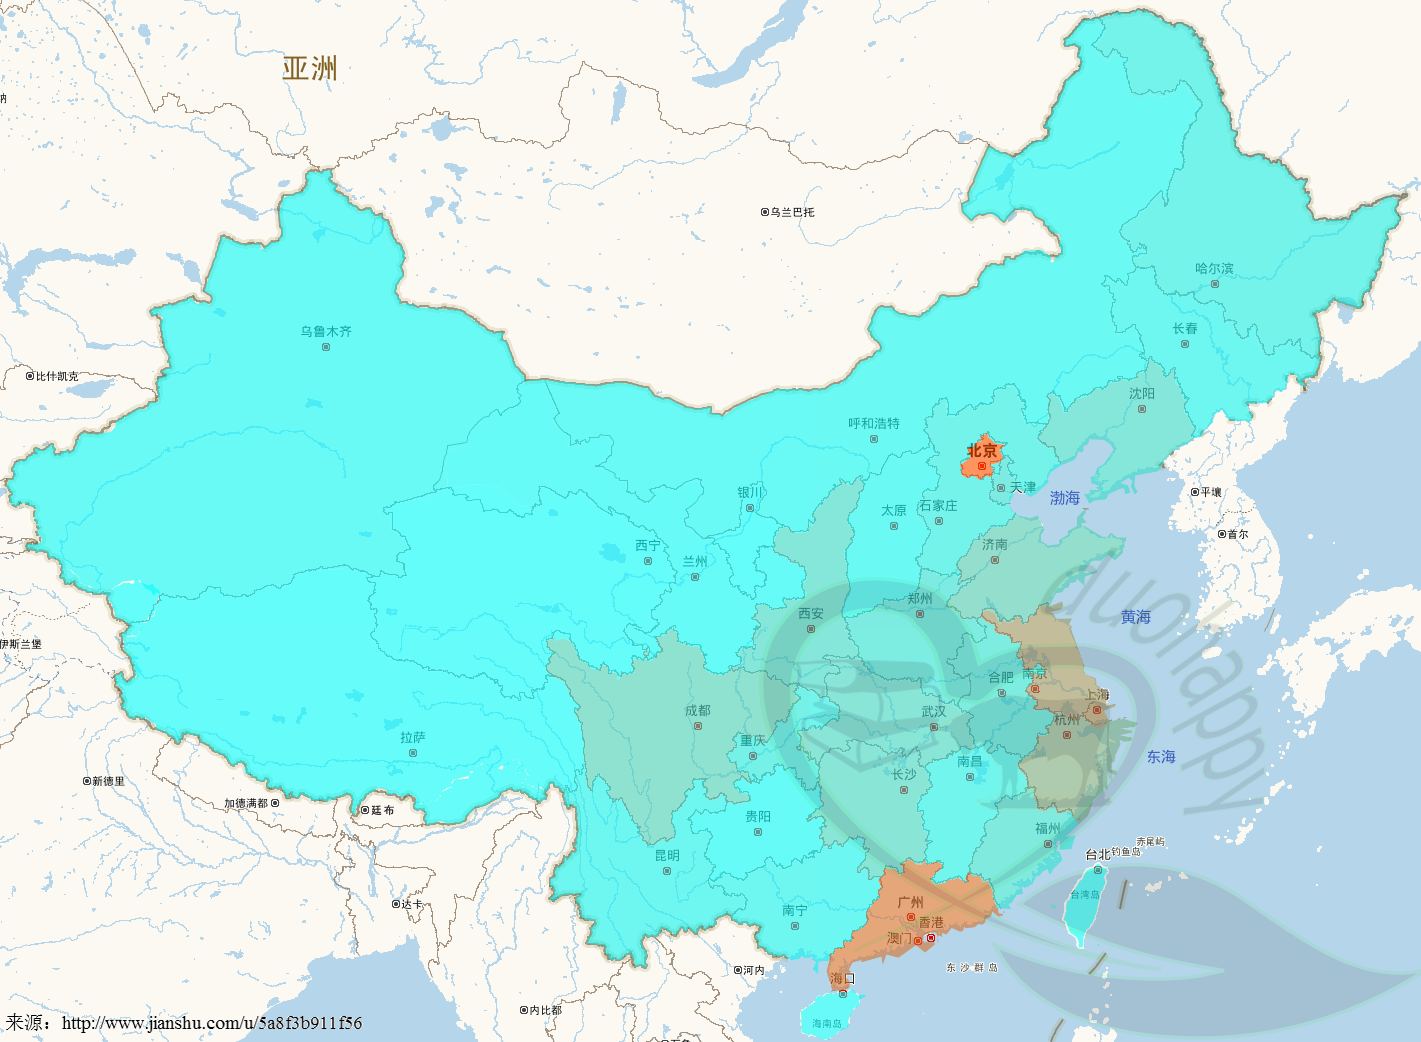 亚洲
纳
乌兰巴托
哈尔滨
乌鲁木齐
长春
比什凯克
沈阳
呼和浩特
北京
天津
渤海
银川
平壤
太原
石家庄
首尔
西宁
济南
兰州
郑州
西安
黄海
duohappy
伊斯兰堡
合肥
南京
上海
成都
武汉
杭州
拉萨
重庆
东海
南昌
长沙
新德里
加德满都
廷布
贵阳
福州
赤尾屿
钓鱼岛
台北
昆明
台湾岛
达卡
广州
南宁
香港
澳门
河内
东沙群岛
海口
内比都
海南岛
来源：http://www.jianshu.com/u/5a8f3b911f56